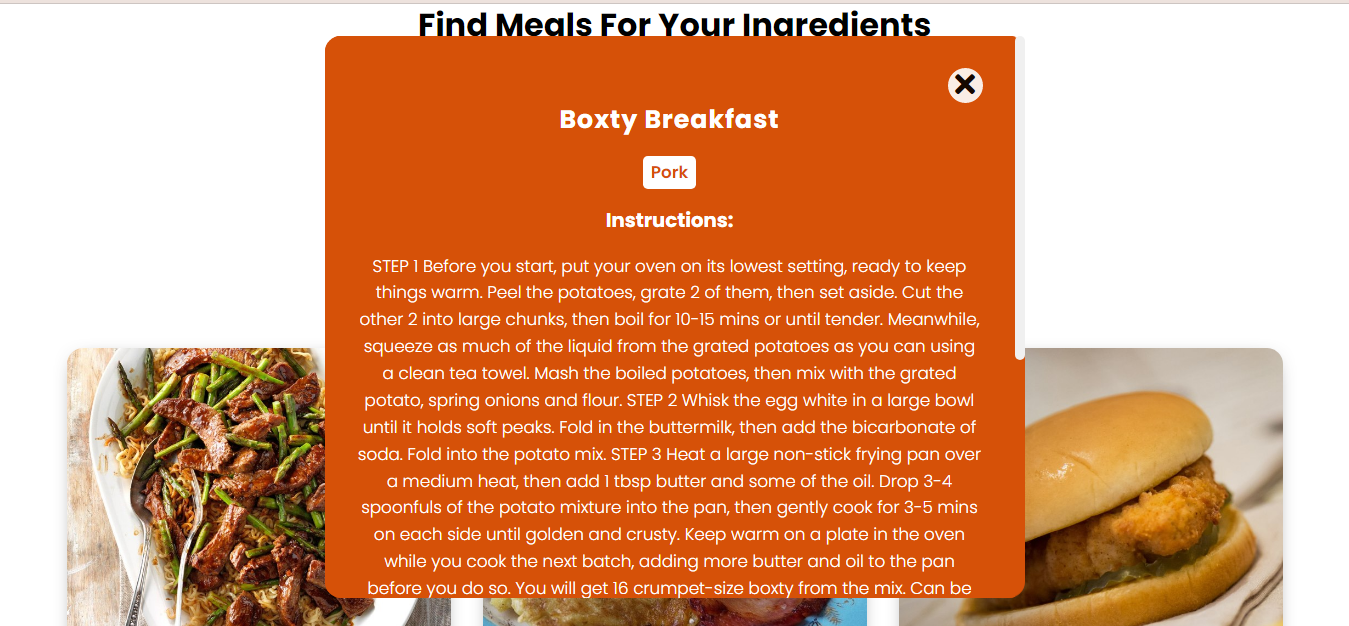 Find Meals For Your Ingredients
Boxty Breakfast
Pork
Instructions:
STEP 1 Before you start, put your oven on its lowest setting, ready to keep
things warm. Peel the potatoes, grate 2 of them, then set aside. Cut the
other 2 into large chunks, then boil for 10-15 mins or until tender. Meanwhile,
squeeze as much of the liquid from the grated potatoes as you can using
a clean tea towel. Mash the boiled potatoes, then mix with the grated
potato, spring onions and flour. STEP 2 Whisk the egg white in a large bowl
until it holds soft peaks. Fold in the buttermilk, then add the bicarbonate of
soda. Fold into the potato mix. STEP 3 Heat a large non-stick frying pan over
a medium heat, then add 1 tbsp butter and some of the oil. Drop 3-4
spoonfuls of the potato mixture into the pan, then gently cook for 3-5 mins
on each side until golden and crusty. Keep warm on a plate in the oven
while you cook the next batch, adding more butter and oil to the pan
before you do so. You will get 16 crumpet-size boxty from the mix. Can be